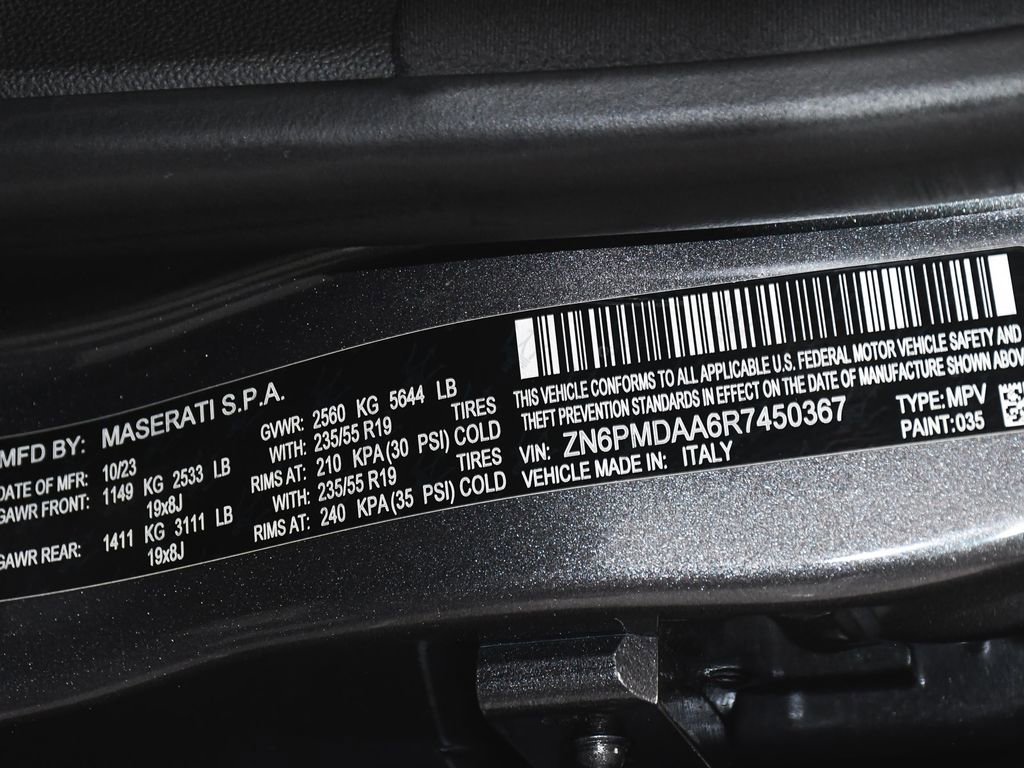 MFD BY: MASERATI S.P.A.
DATE OF MFR: 10/23
GAWR FRONT: 1149 KG 2533 LB
19x8J
GAWR REAR: 1411 KG 3111 LB
19x8J
GVWR: 2560 KG 5644 LB
WITH: 235/55 R19 TIRES
RIMS AT: 210 KPA(30 PSI) COLD
WITH: 235/55 R19 TIRES
RIMS AT: 240 KPA(35 PSI) COLD
THIS VEHICLE CONFORMS TO ALL APPLICABLE U.S. FEDERAL MOTOR VEHICLE SAFETY AND
THEFT PREVENTION STANDARDS IN EFFECT ON THE DATE OF MANUFACTURE SHOWN ABOV
VIN: ZN6PMDAA6R7450367 TYPE: MPV
VEHICLE MADE IN: ITALY PAINT: 035